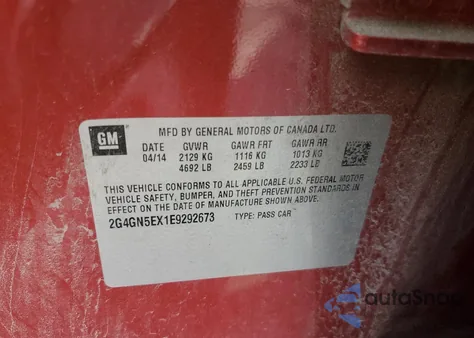 GM
MFD BY GENERAL MOTORS OF CANADA LTD.
DATE GVWR GAWR FRT GAWR RR
04/14 2129 KG 1116 KG 1013 KG
4692 LB 2459 LB 2233 LB
THIS VEHICLE CONFORMS TO ALL APPLICABLE U.S. FEDERAL MOTOR
VEHICLE SAFETY, BUMPER, AND THEFT PREVENTION STANDARDS IN
EFFECT ON THE DATE OF MANUFACTURE SHOWN ABOVE.
2G4GN5EX1E9292673 TYPE: PASS CAR